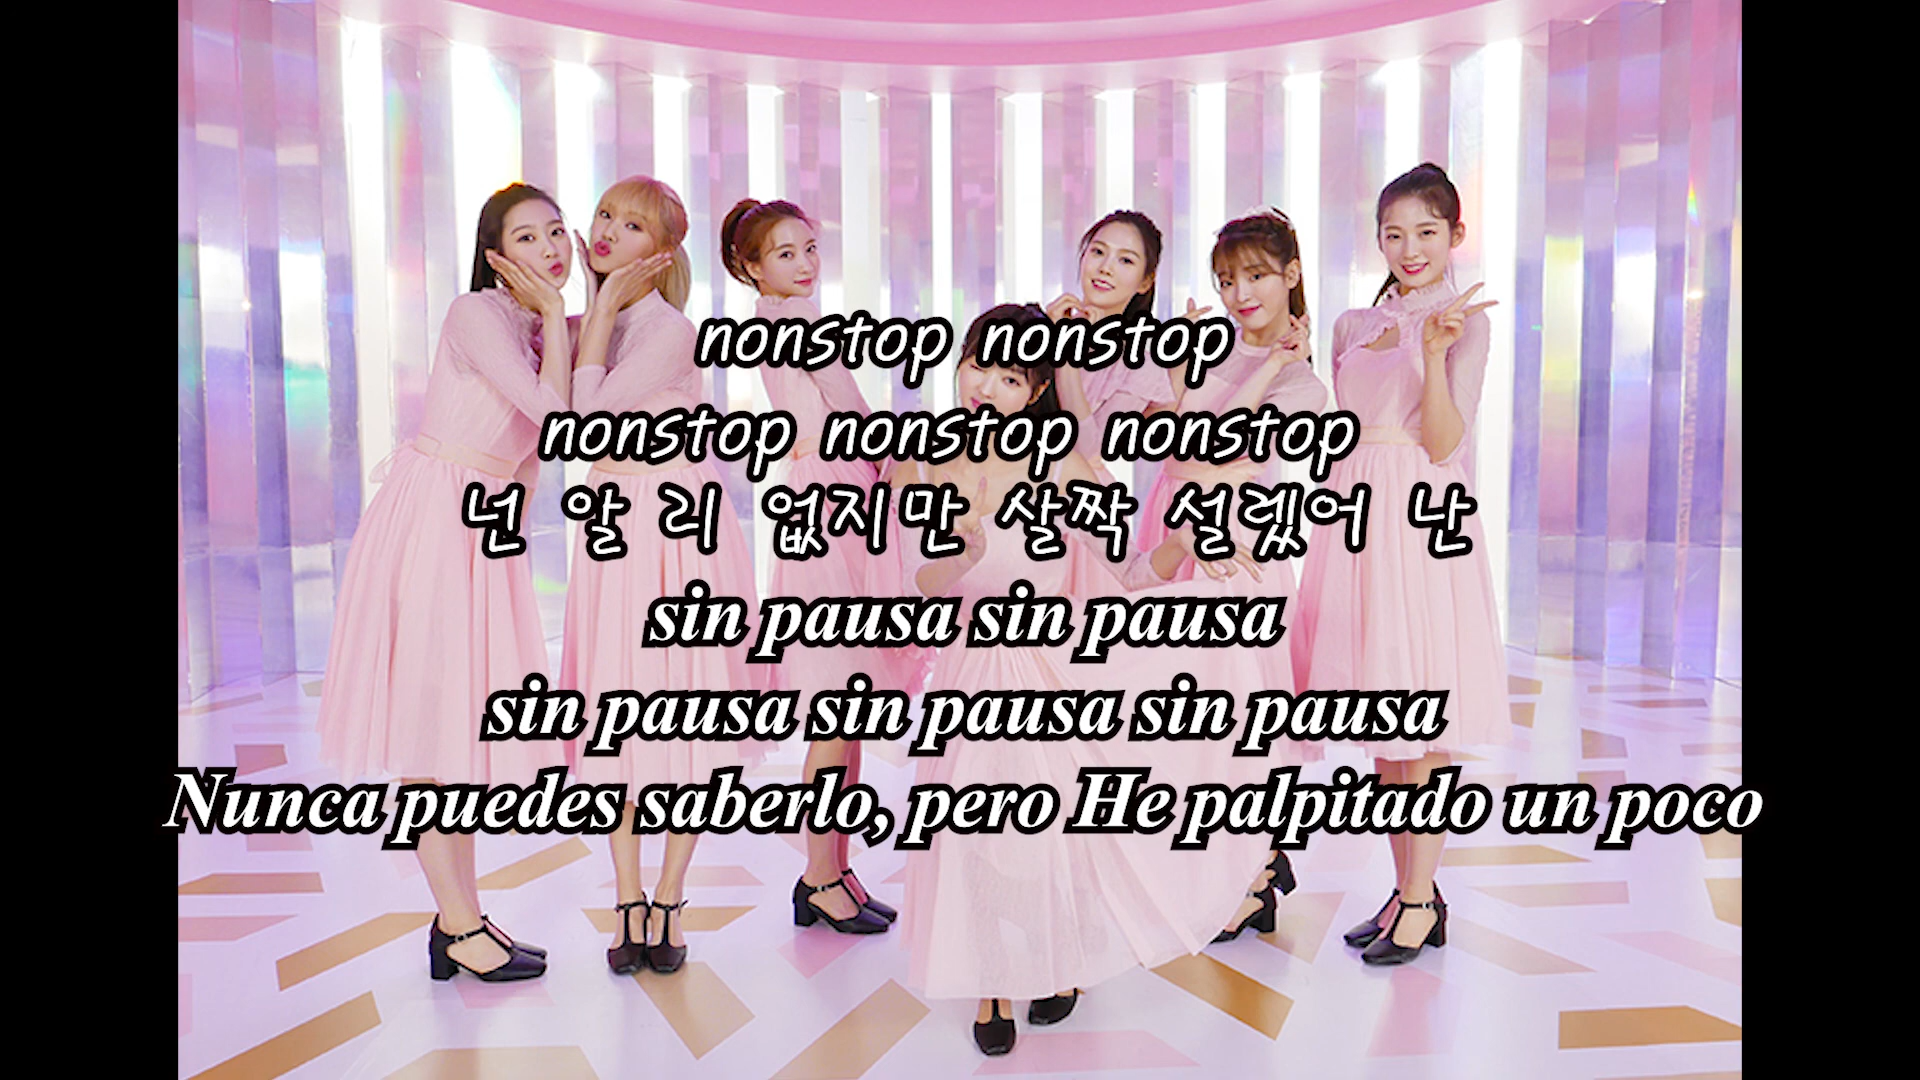 nonstop nonstop
nonstop nonstop nonstop
넌 알 리 없지만 살짝 설렜어 난
sin pausa sin pausa
sin pausa sin pausa sin pausa
Nunca puedes saberlo, pero He palpitado un poco